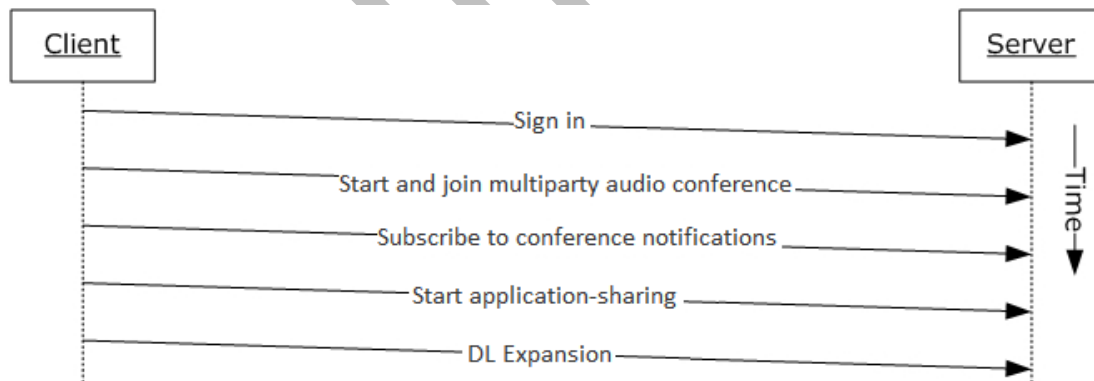 Client
Server
Sign in
Start and join multiparty audio conference
Subscribe to conference notifications
Start application-sharing
DL Expansion
Time